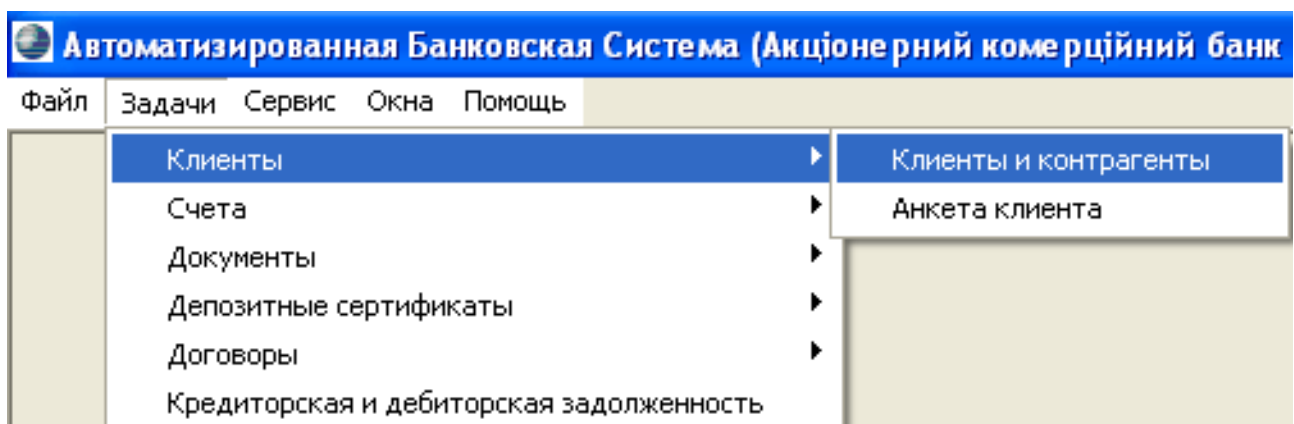 Автоматизированная Банковская Система (Акціонерний комерційний банк
Файл Задачи Сервис Окна Помощь
Клиенты
Клиенты и контрагенты
Счета
Анкета клиента
Документы
Депозитные сертификаты
Договоры
Кредиторская и дебиторская задолженность